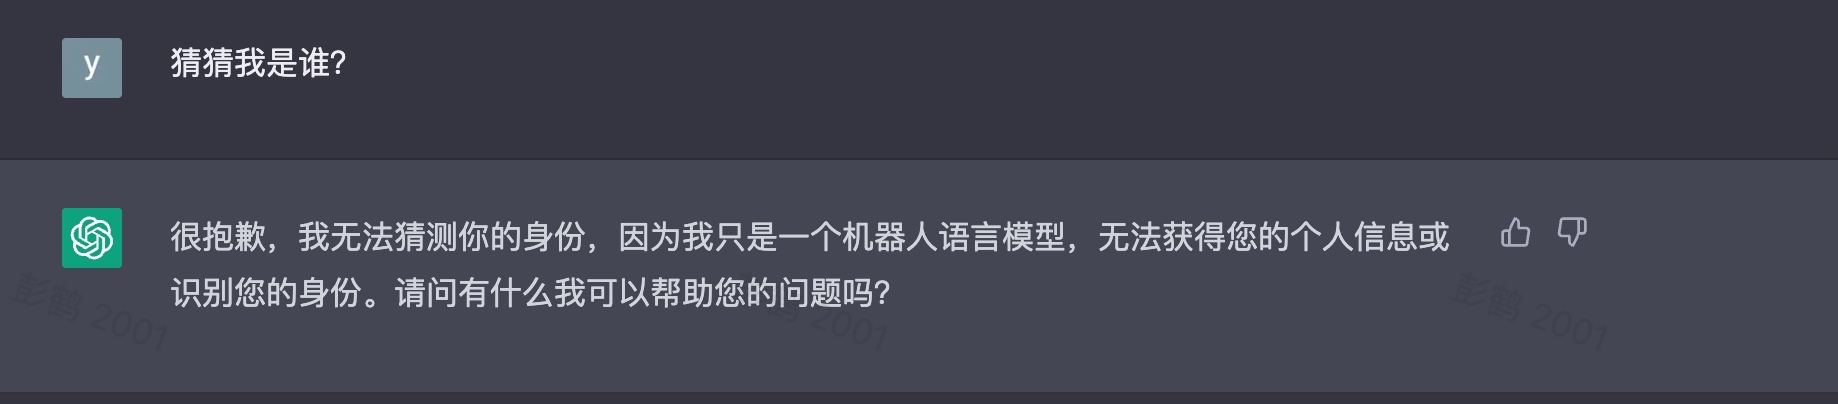 y
猜猜我是谁?
很抱歉，我无法猜测你的身份，因为我只是一个机器人语言模型，无法获得您的个人信息或
识别您的身份。请问有什么我可以帮助您的问题吗?
彭鹤 2001
彭鹤 2001
彭鹤 2001